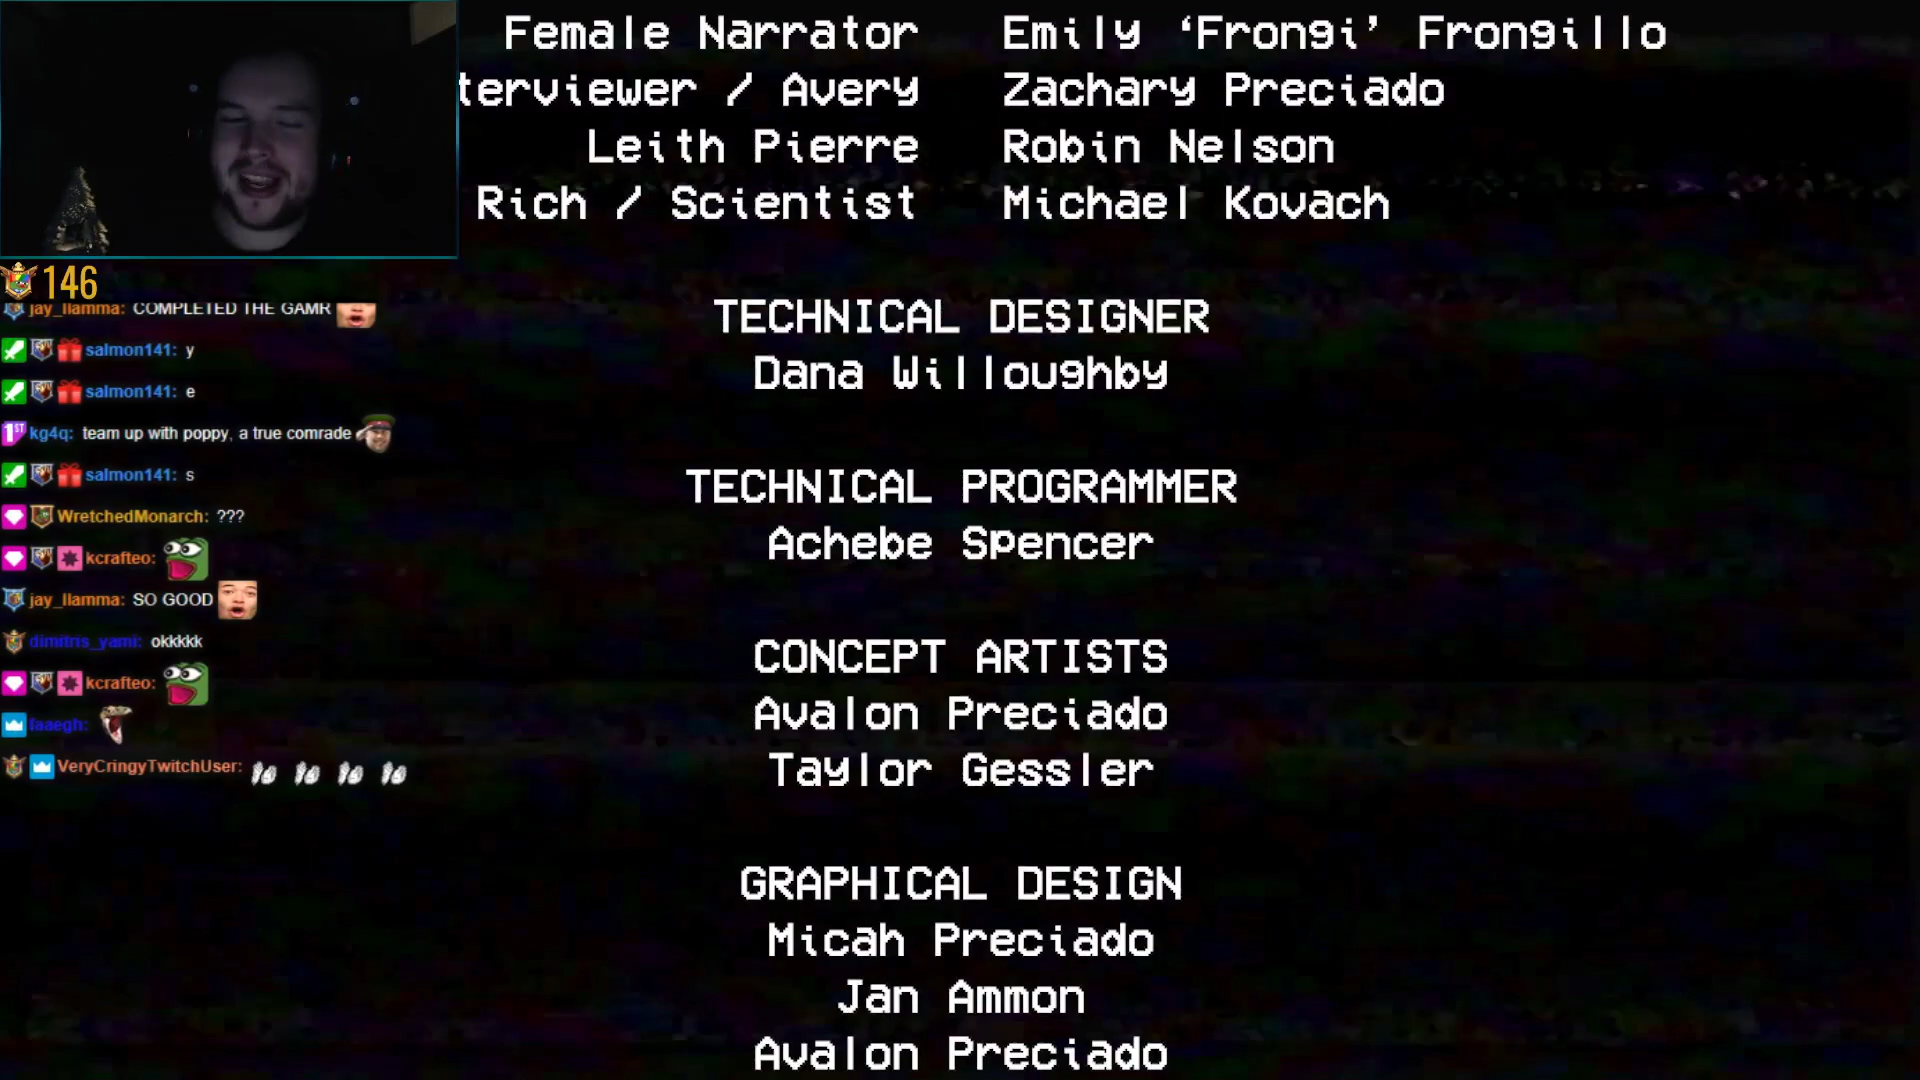 Female Narrator Emily ‘Frongi’ Frongillo
terviewer / Avery Zachary Preciado
Leith Pierre Robin Nelson
Rich / Scientist Michael Kovach
146
jay_llamma: COMPLETED THE GAMR
salmon141: y
salmon141: e
1ST kg4q: team up with poppy, a true comrade
salmon141: s
WretchedMonarch: ???
kcrafteo:
jay_llamma: SO GOOD
dimitris_yami: okkkkk
kcrafteo:
faaegh:
VeryCringyTwitchUser:
TECHNICAL DESIGNER
Dana Willoughby
TECHNICAL PROGRAMMER
Achebe Spencer
CONCEPT ARTISTS
Avalon Preciado
Taylor Gessler
GRAPHICAL DESIGN
Micah Preciado
Jan Ammon
Avalon Preciado